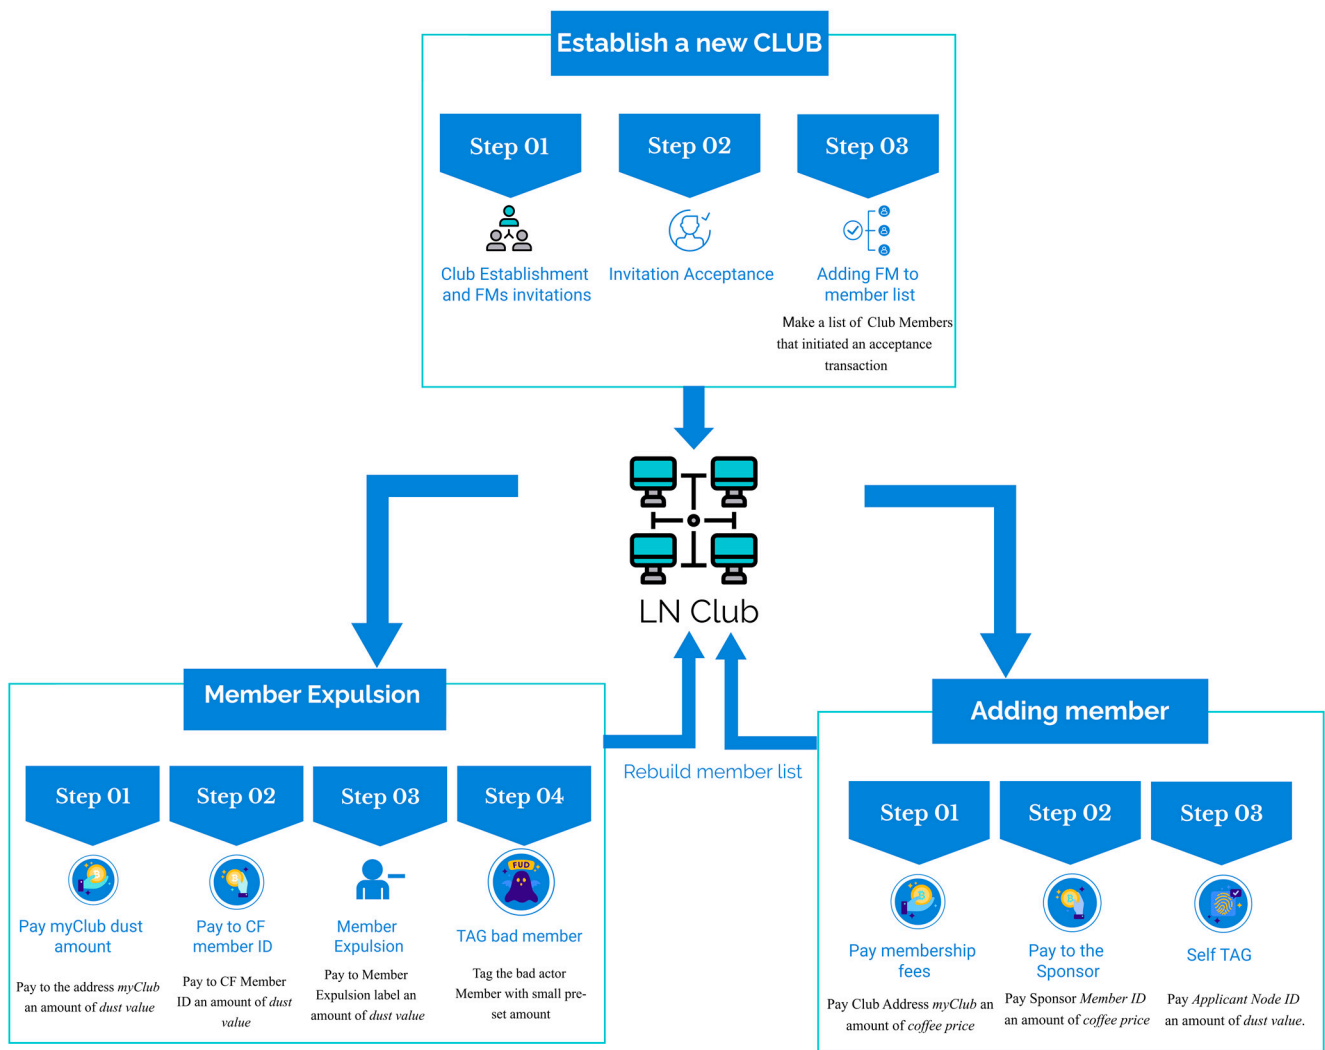 Establish a new CLUB
Step 01
Step 02
Step 03
Club Establishment
and FMs invitations
Invitation Acceptance
Adding FM to
member list
Make a list of Club Members
that initiated an acceptance
transaction
LN Club
Rebuild member list
Member Expulsion
Step 01
Step 02
Step 03
Step 04
FUD
Pay myClub dust
amount
Pay to the address myClub
an amount of dust value
Pay to CF
member ID
Pay to CF Member
ID an amount of dust
value
Member
Expulsion
Pay to Member
Expulsion label an
amount of dust value
TAG bad member
Tag the bad actor
Member with small pre-
set amount
Adding member
Step 01
Step 02
Step 03
Pay membership
fees
Pay Club Address myClub an
amount of coffee price
Pay to the
Sponsor
Pay Sponsor Member ID
an amount of coffee price
Self TAG
Pay Applicant Node ID
an amount of dust value.